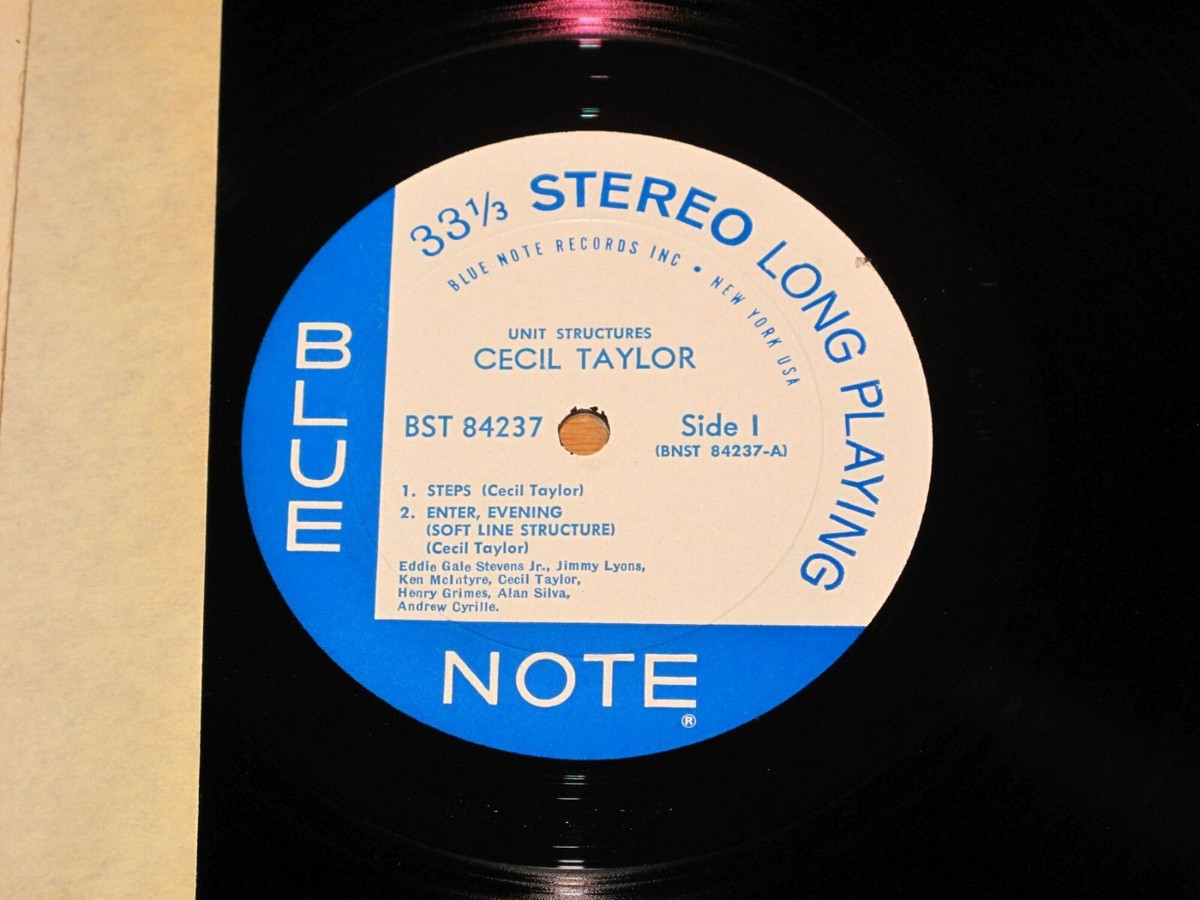 33⅓ STEREO LONG PLAYING
BLUE NOTE RECORDS INC • NEW YORK USA
UNIT STRUCTURES
CECIL TAYLOR
BST 84237
Side 1
(BNST 84237-A)
1. STEPS (Cecil Taylor)
2. ENTER, EVENING
(SOFT LINE STRUCTURE)
(Cecil Taylor)
Eddie Gale Stevens Jr., Jimmy Lyons,
Ken McIntyre, Cecil Taylor,
Henry Grimes, Alan Silva,
Andrew Cyrille.
BLUE
NOTE
®